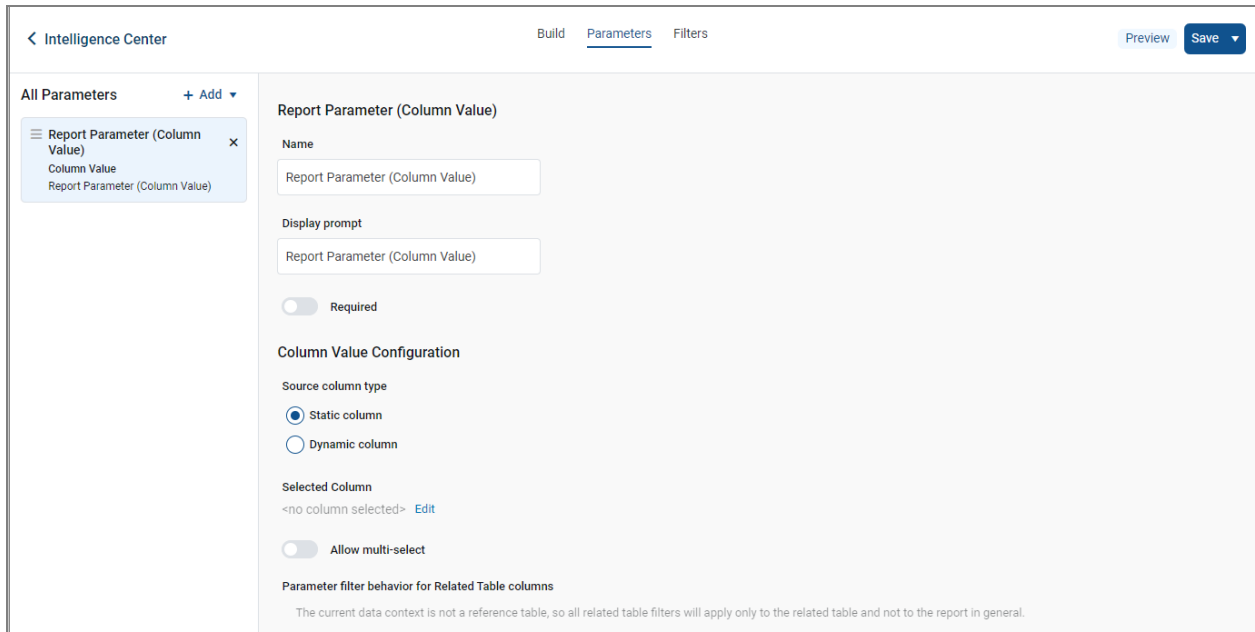 Intelligence Center
Build Parameters Filters
Preview Save
All Parameters + Add
Report Parameter (Column
Value)
Column Value
Report Parameter (Column Value)
Report Parameter (Column Value)
Name
Report Parameter (Column Value)
Display prompt
Report Parameter (Column Value)
Required
Column Value Configuration
Source column type
Static column
Dynamic column
Selected Column
<no column selected> Edit
Allow multi-select
Parameter filter behavior for Related Table columns
The current data context is not a reference table, so all related table filters will apply only to the related table and not to the report in general.